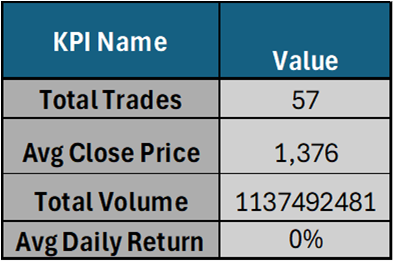 KPI Name Value
Total Trades 57
Avg Close Price 1,376
Total Volume 1137492481
Avg Daily Return 0%